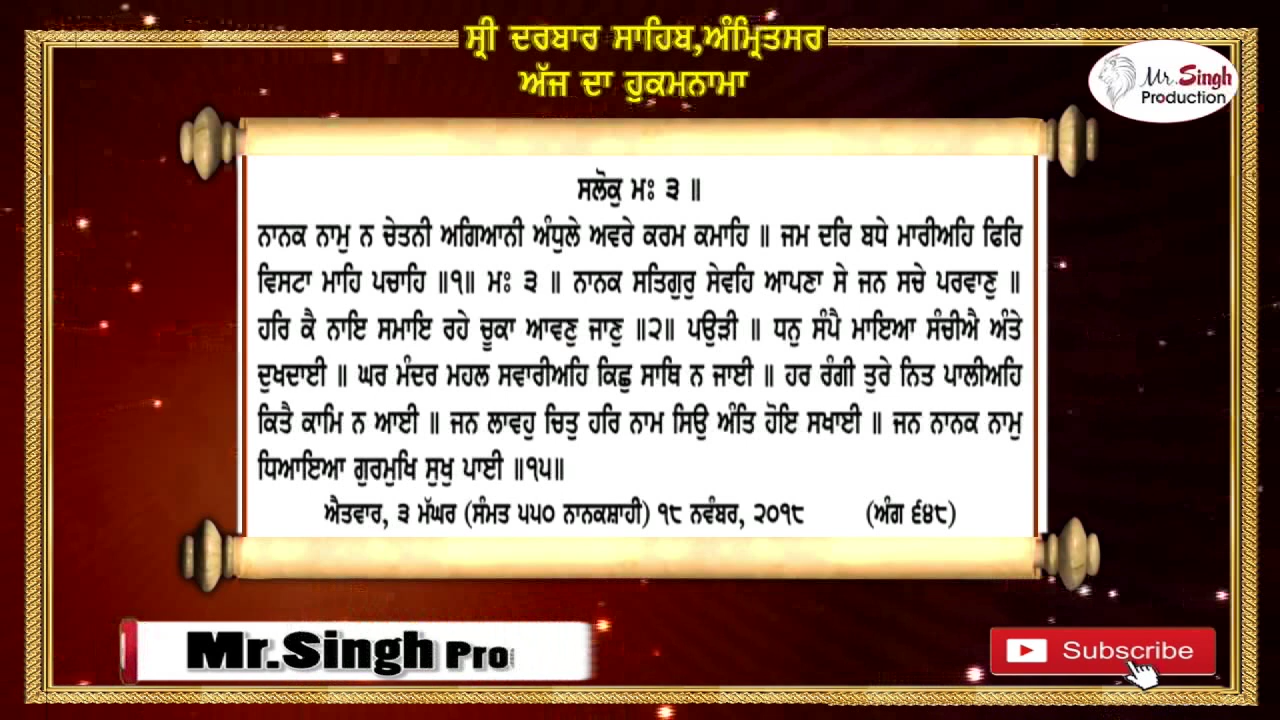 ਸ੍ਰੀ ਦਰਬਾਰ ਸਾਹਿਬ,ਅੰਮ੍ਰਿਤਸਰ
ਅੱਜ ਦਾ ਹੁਕਮਨਾਮਾ
Mr.Singh
Production
ਸਲੋਕੁ ਮਃ ੩ ॥
ਨਾਨਕ ਨਾਮੁ ਨ ਚੇਤਨੀ ਅਗਿਆਨੀ ਅੰਧੁਲੇ ਅਵਰੇ ਕਰਮ ਕਮਾਹਿ ॥ ਜਮ ਦਰਿ ਬਧੇ ਮਾਰੀਅਹਿ ਫਿਰਿ
ਵਿਸਟਾ ਮਾਹਿ ਪਚਾਹਿ ॥੧॥ ਮਃ ੩ ॥ ਨਾਨਕ ਸਤਿਗੁਰੁ ਸੇਵਹਿ ਆਪਣਾ ਸੇ ਜਨ ਸਚੇ ਪਰਵਾਣੁ ॥
ਹਰਿ ਕੈ ਨਾਇ ਸਮਾਇ ਰਹੇ ਚੂਕਾ ਆਵਣੁ ਜਾਣੁ ॥੨॥ ਪਉੜੀ ॥ ਧਨੁ ਸੰਪੈ ਮਾਇਆ ਸੰਚੀਐ ਅੰਤੇ
ਦੁਖਦਾਈ ॥ ਘਰ ਮੰਦਰ ਮਹਲ ਸਵਾਰੀਅਹਿ ਕਿਛੁ ਸਾਥਿ ਨ ਜਾਈ ॥ ਹਰ ਰੰਗੀ ਤੁਰੇ ਨਿਤ ਪਾਲੀਅਹਿ
ਕਿਤੈ ਕਾਮਿ ਨ ਆਈ ॥ ਜਨ ਲਾਵਹੁ ਚਿਤੁ ਹਰਿ ਨਾਮ ਸਿਉ ਅੰਤਿ ਹੋਇ ਸਖਾਈ ॥ ਜਨ ਨਾਨਕ ਨਾਮੁ
ਧਿਆਇਆ ਗੁਰਮੁਖਿ ਸੁਖੁ ਪਾਈ ॥੧੫॥
ਐਤਵਾਰ, ੩ ਮੱਘਰ (ਸੰਮਤ ੫੫੦ ਨਾਨਕਸ਼ਾਹੀ) ੧੮ ਨਵੰਬਰ, ੨੦੧੮ (ਅੰਗ ੬੪੮)
Mr.Singh Pro
Subscribe